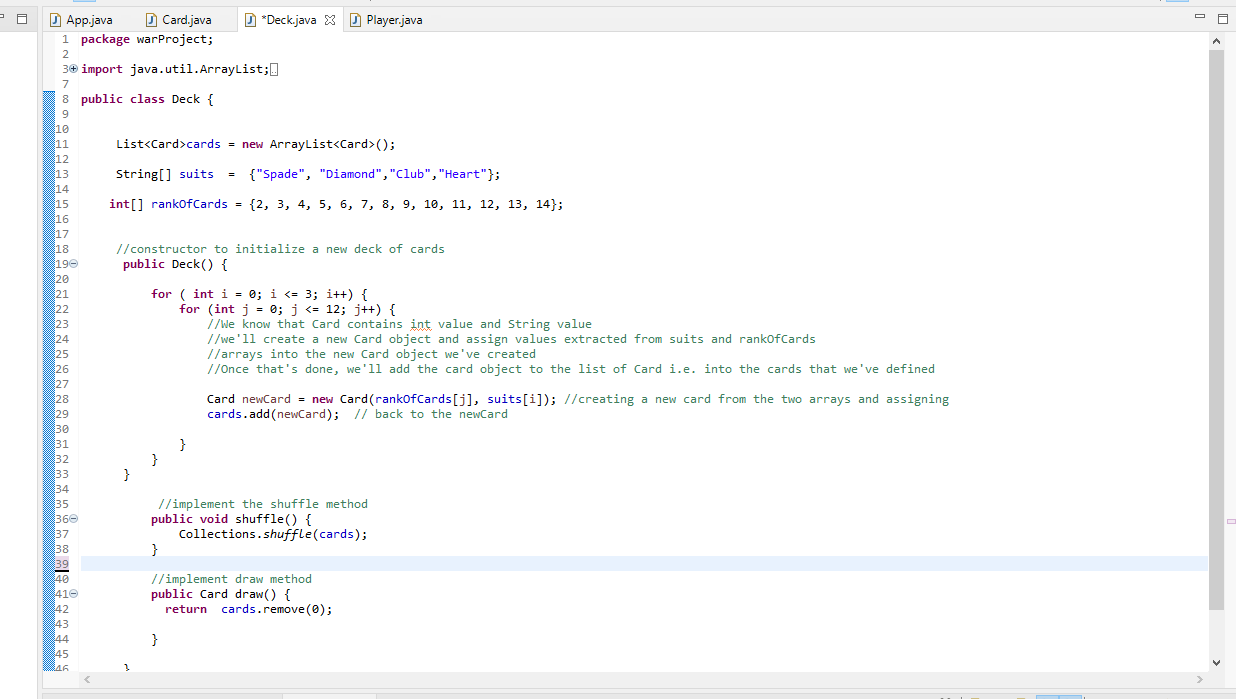 App.java Card.java *Deck.java Player.java
1 package warProject;
2
3 import java.util.ArrayList;
7
8 public class Deck {
9
10
11 List<Card>cards = new ArrayList<Card>();
12
13 String[] suits = {"Spade", "Diamond","Club","Heart"};
14
15 int[] rankOfCards = {2, 3, 4, 5, 6, 7, 8, 9, 10, 11, 12, 13, 14};
16
17
18 //constructor to initialize a new deck of cards
19 public Deck() {
20
21 for ( int i = 0; i <= 3; i++) {
22 for (int j = 0; j <= 12; j++) {
23 //We know that Card contains int value and String value
24 //we'll create a new Card object and assign values extracted from suits and rankOfCards
25 //arrays into the new Card object we've created
26 //Once that's done, we'll add the card object to the list of Card i.e. into the cards that we've defined
27
28 Card newCard = new Card(rankOfCards[j], suits[i]); //creating a new card from the two arrays and assigning
29 cards.add(newCard); // back to the newCard
30
31 }
32 }
33 }
34
35 //implement the shuffle method
36 public void shuffle() {
37 Collections.shuffle(cards);
38 }
39
40 //implement draw method
41 public Card draw() {
42 return cards.remove(0);
43
44 }
45
46 }